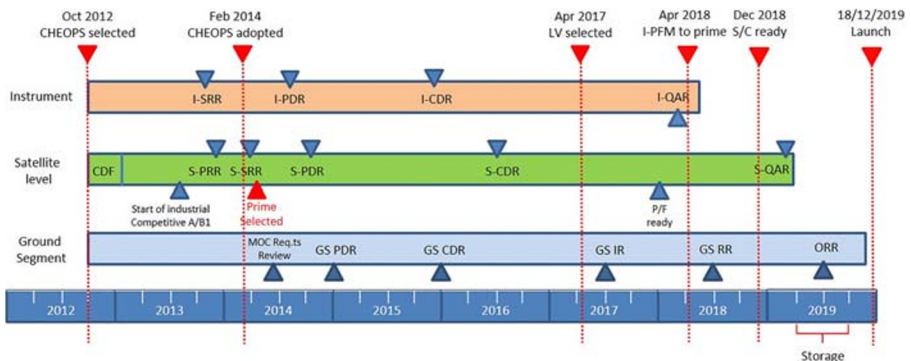 Oct 2012
CHEOPS selected
Feb 2014
CHEOPS adopted
Apr 2017
LV selected
Apr 2018
I-PFM to prime
Dec 2018
S/C ready
18/12/2019
Launch
Instrument
I-SRR
I-PDR
I-CDR
I-QAR
Satellite
level
CDF
S-PRR
S-SRR
S-PDR
S-CDR
S-QAR
Start of industrial
Competitive A/B1
Prime
Selected
P/F
ready
Ground
Segment
MOC Req.ts
Review
GS PDR
GS CDR
GS IR
GS RR
ORR
2012
2013
2014
2015
2016
2017
2018
2019
Storage